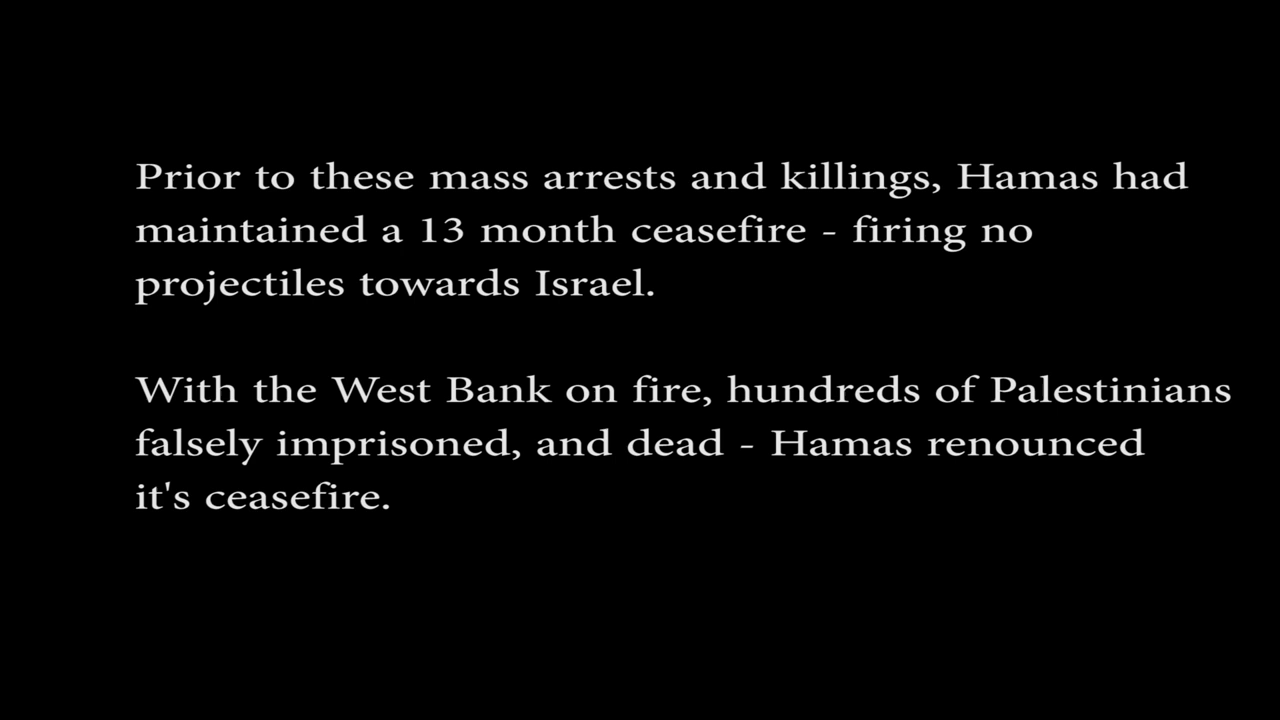 Prior to these mass arrests and killings, Hamas had
maintained a 13 month ceasefire - firing no
projectiles towards Israel.
With the West Bank on fire, hundreds of Palestinians
falsely imprisoned, and dead - Hamas renounced
it's ceasefire.